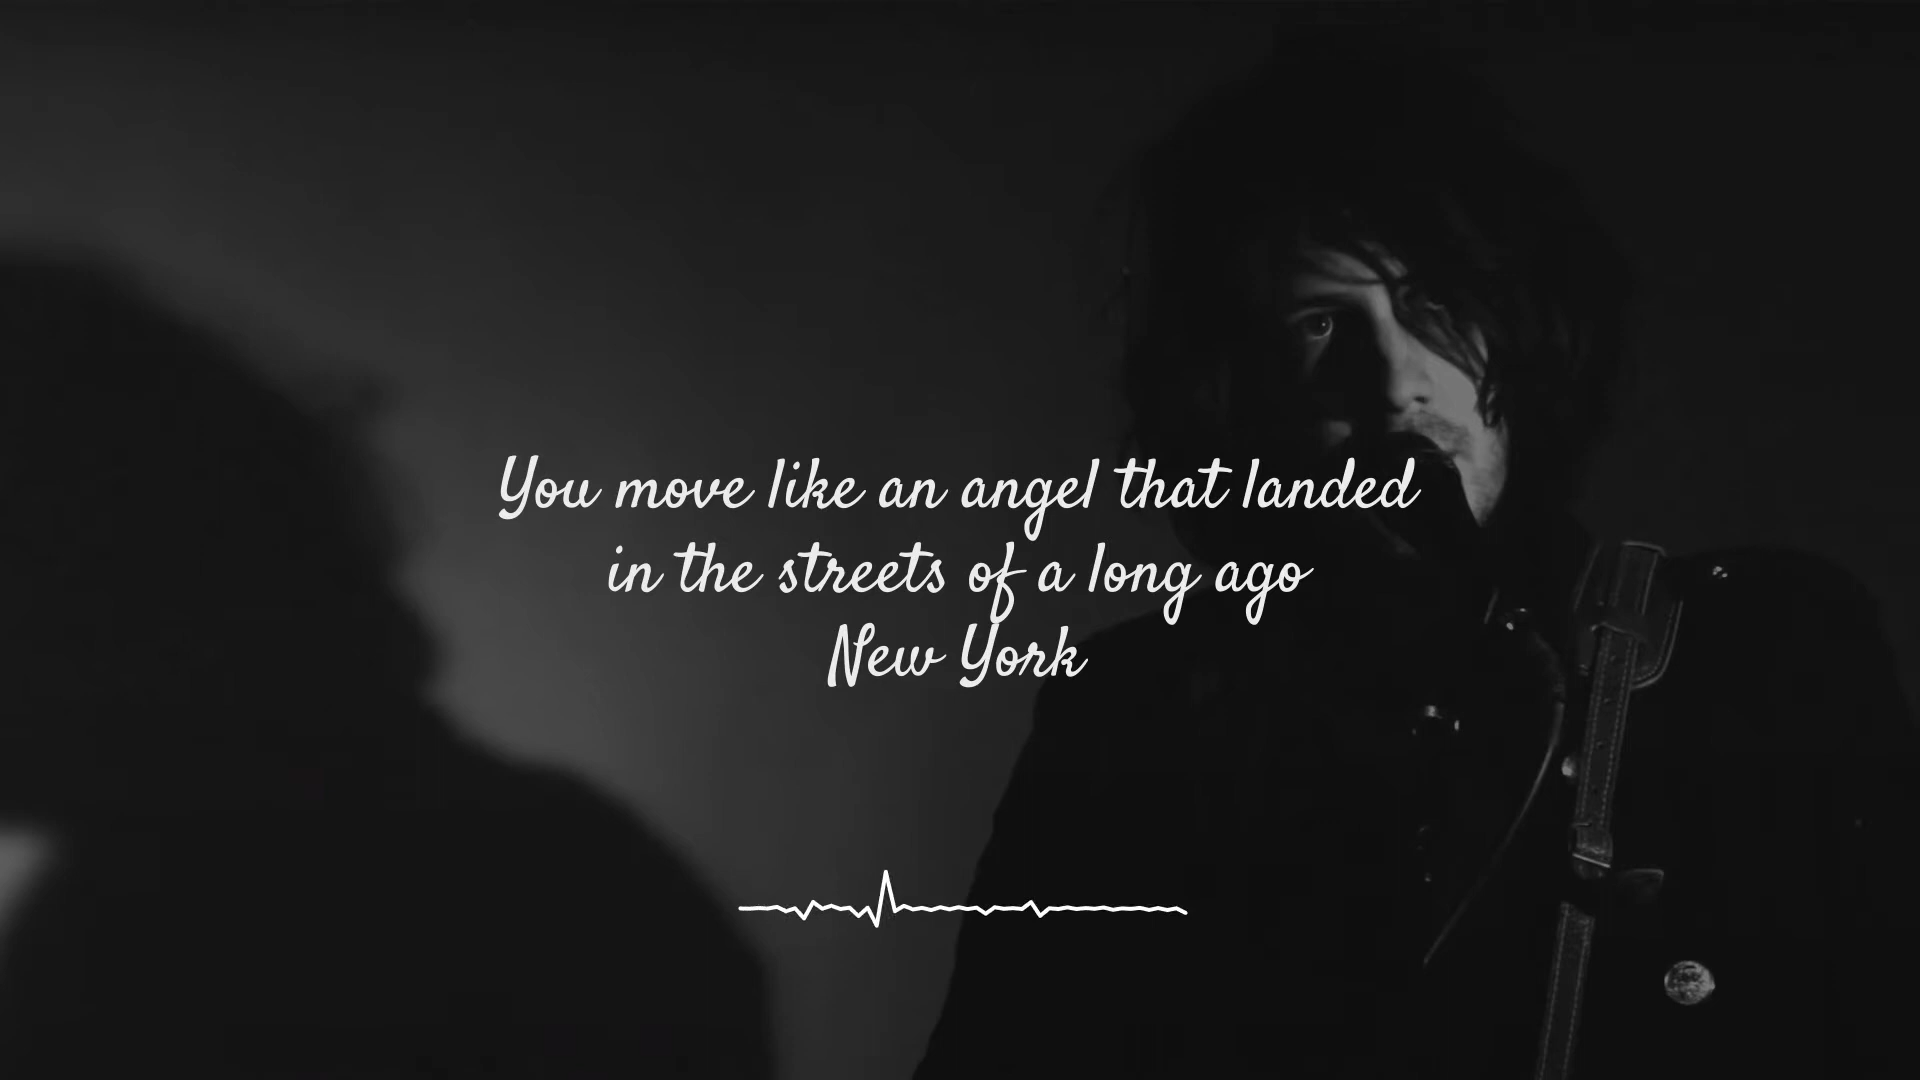 You move like an angel that landed
in the streets of a long ago
New York